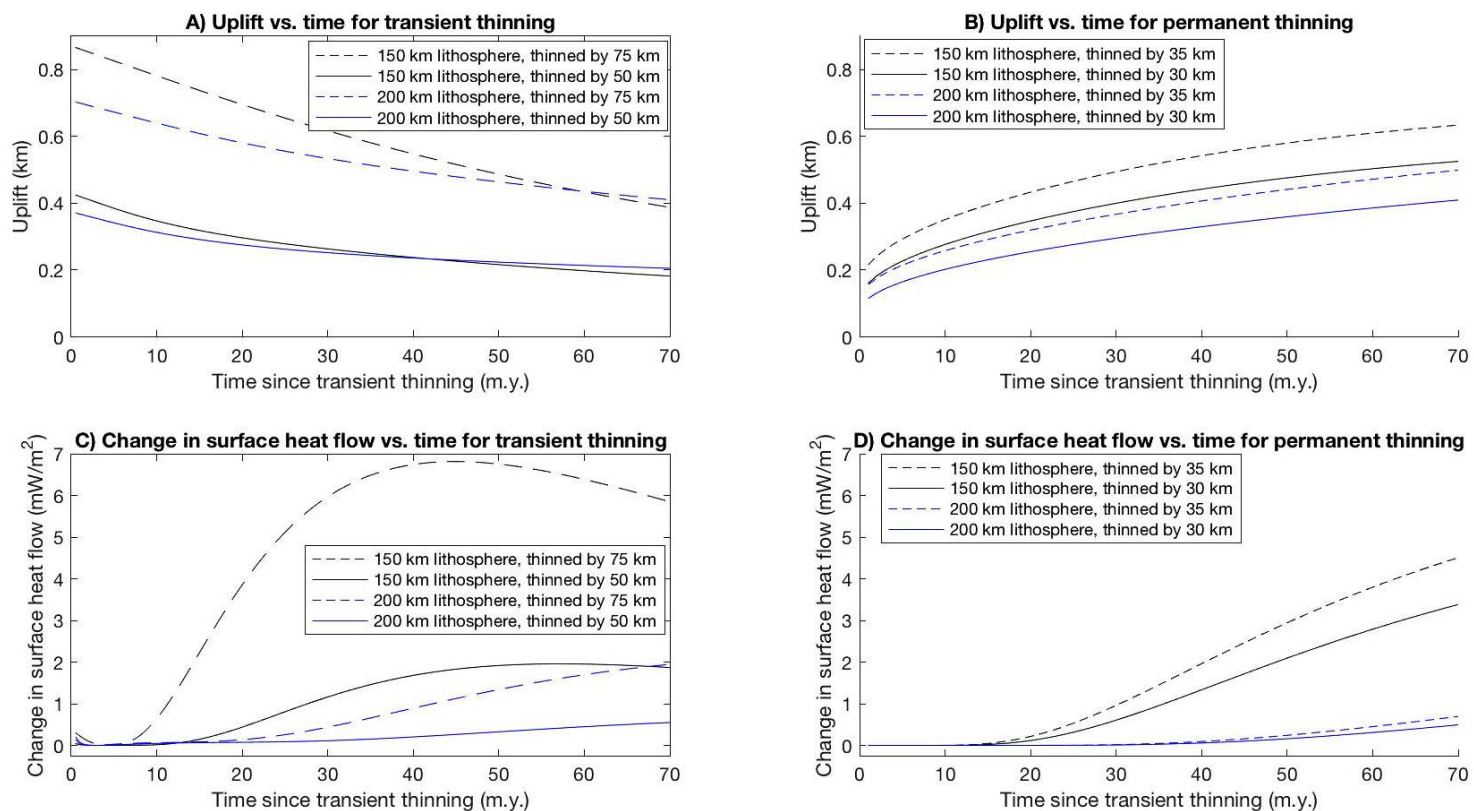 A) Uplift vs. time for transient thinning
Uplift (km)
0.8
0.6
0.4
0.2
0
150 km lithosphere, thinned by 75 km
150 km lithosphere, thinned by 50 km
200 km lithosphere, thinned by 75 km
200 km lithosphere, thinned by 50 km
0 10 20 30 40 50 60 70
Time since transient thinning (m.y.)
B) Uplift vs. time for permanent thinning
Uplift (km)
0.8
0.6
0.4
0.2
0
150 km lithosphere, thinned by 35 km
150 km lithosphere, thinned by 30 km
200 km lithosphere, thinned by 35 km
200 km lithosphere, thinned by 30 km
0 10 20 30 40 50 60 70
Time since transient thinning (m.y.)
C) Change in surface heat flow vs. time for transient thinning
Change in surface heat flow (mW/m²)
7
6
5
4
3
2
1
0
150 km lithosphere, thinned by 75 km
150 km lithosphere, thinned by 50 km
200 km lithosphere, thinned by 75 km
200 km lithosphere, thinned by 50 km
0 10 20 30 40 50 60 70
Time since transient thinning (m.y.)
D) Change in surface heat flow vs. time for permanent thinning
Change in surface heat flow (mW/m²)
7
6
5
4
3
2
1
0
150 km lithosphere, thinned by 35 km
150 km lithosphere, thinned by 30 km
200 km lithosphere, thinned by 35 km
200 km lithosphere, thinned by 30 km
0 10 20 30 40 50 60 70
Time since transient thinning (m.y.)